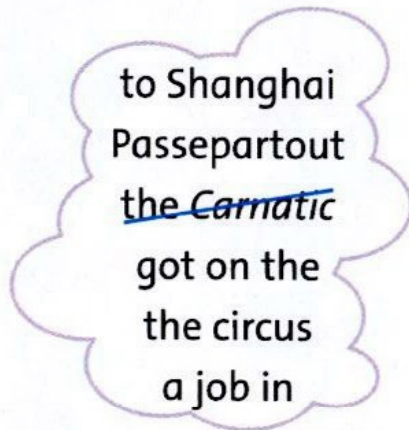 to Shanghai
Passepartout
the Carnatic
got on the
the circus
a job in